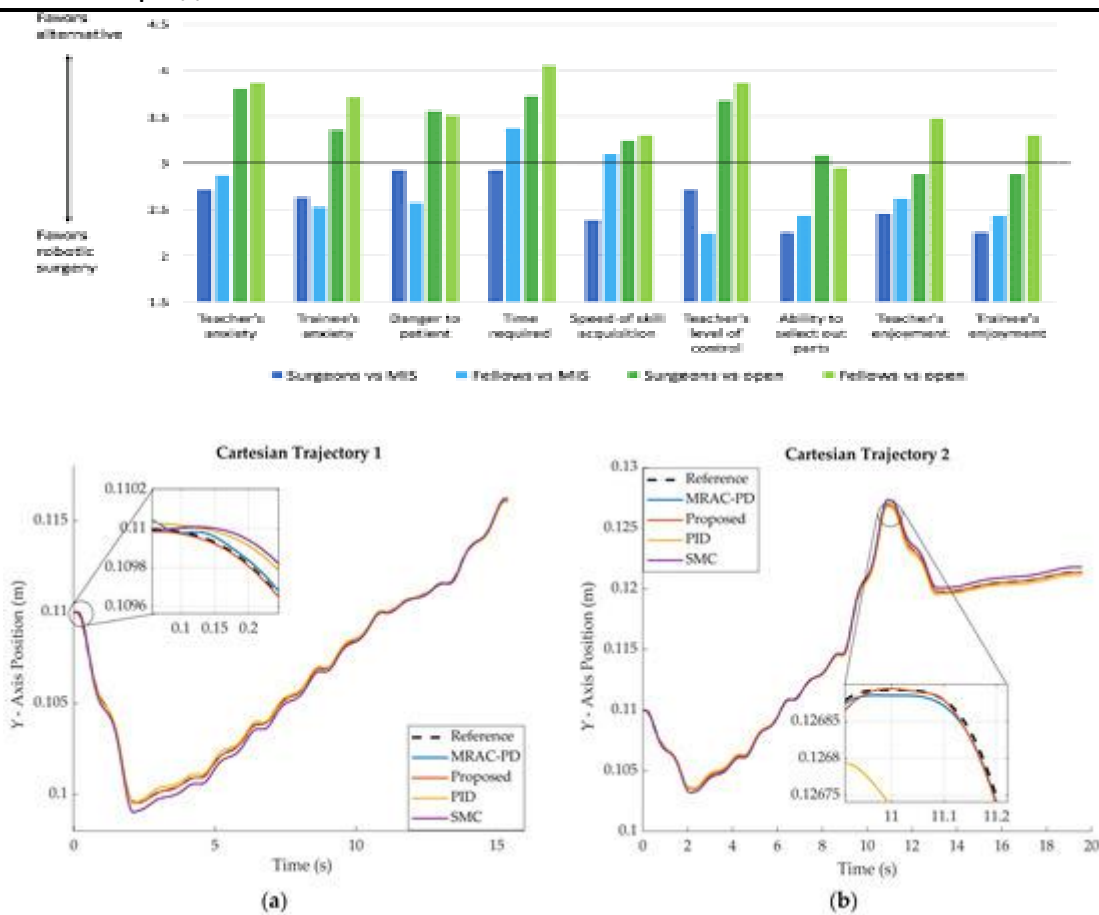 Favors
alternative
4.5
4
3.5
3
2.5
2
1.5
Favors
robotic
surgery
Teacher's
anxiety
Trainee's
anxiety
Danger to
patient
Time
required
Speed of skill
acquisition
Teacher's
level of
control
Ability to
select out
parts
Teacher's
enjoyment
Trainee's
enjoyment
Surgeons vs MIS
Fellows vs MIS
Surgeons vs open
Fellows vs open
Cartesian Trajectory 1
Y - Axis Position (m)
0.115
0.11
0.105
0.1
0.1102
0.11
0.1098
0.1096
0.1 0.15 0.2
Reference
MRAC-PD
Proposed
PID
SMC
0 5 10 15
Time (s)
(a)
Cartesian Trajectory 2
Y - Axis Position (m)
0.13
0.125
0.12
0.115
0.11
0.105
0.1
Reference
MRAC-PD
Proposed
PID
SMC
0.12685
0.1268
0.12675
11 11.1 11.2
0 2 4 6 8 10 12 14 16 18 20
Time (s)
(b)